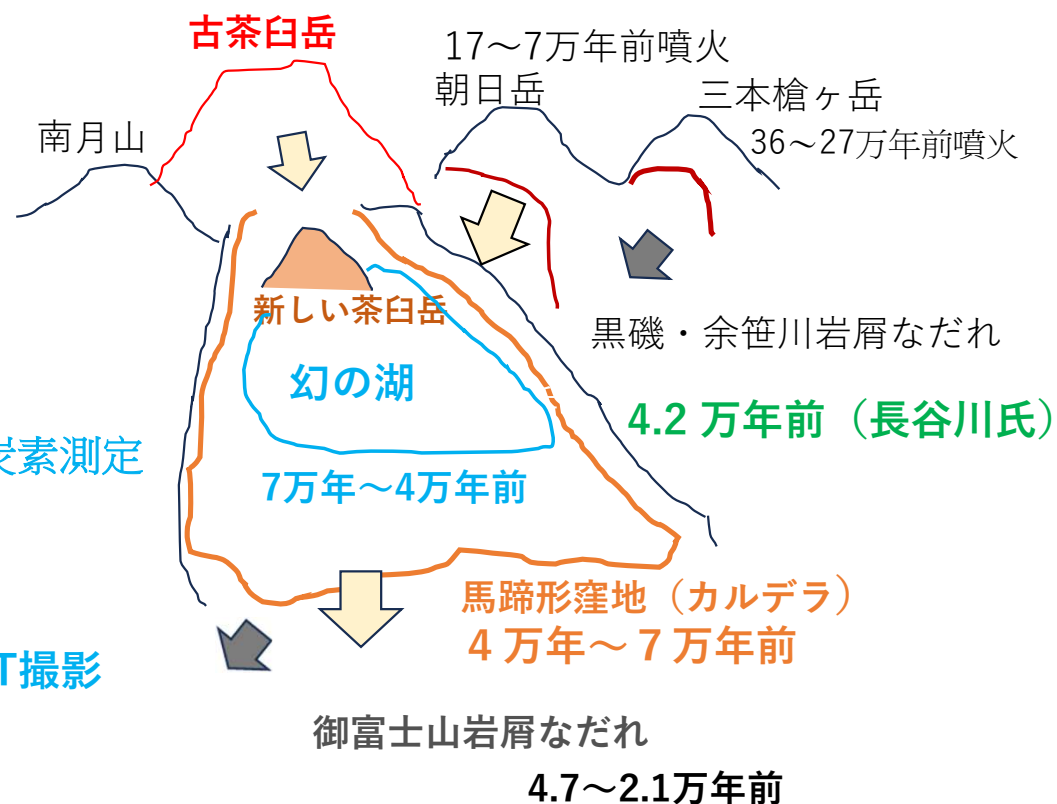 古茶臼岳
17～7万年前噴火
朝日岳
三本槍ヶ岳
南月山
36～27万年前噴火
新しい茶臼岳
黒磯・余笹川岩屑なだれ
幻の湖
4.2 万年前（長谷川氏）
炭素測定
7万年～4万年前
馬蹄形窪地（カルデラ）
4 万年～７万年前
T撮影
御富士山岩屑なだれ
4.7～2.1万年前